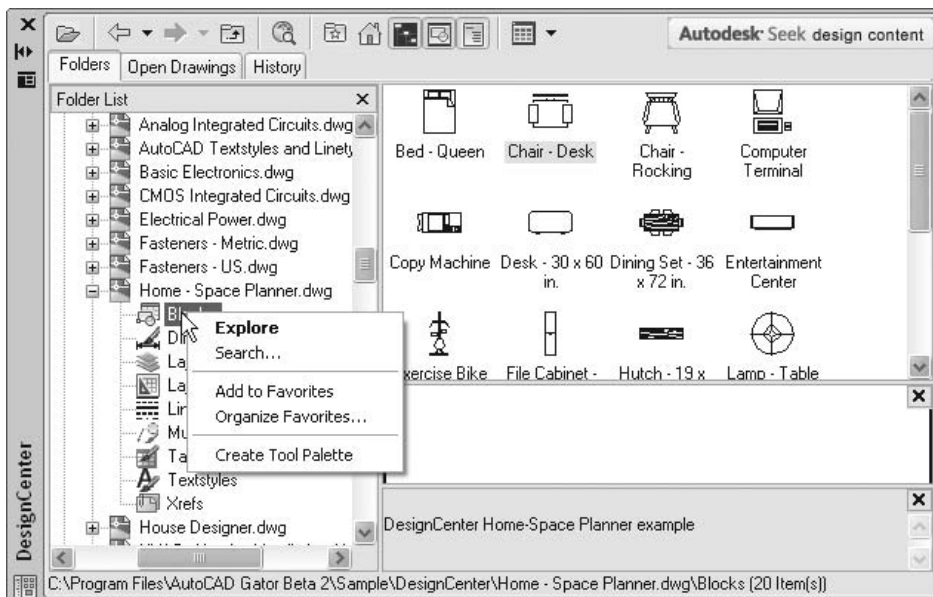 Autodesk® Seek design content
Folders
Open Drawings
History
Folder List
Analog Integrated Circuits.dwg
AutoCAD Textstyles and Linety
Basic Electronics.dwg
CMOS Integrated Circuits.dwg
Electrical Power.dwg
Fasteners - Metric.dwg
Fasteners - US.dwg
Home - Space Planner.dwg
Textstyles
Xrefs
House Designer.dwg
Explore
Search...
Add to Favorites
Organize Favorites...
Create Tool Palette
Bed - Queen
Chair - Desk
Chair -
Rocking
Computer
Terminal
Copy Machine
Desk - 30 x 60
in.
Dining Set - 36
x 72 in.
Entertainment
Center
xercise Bike
File Cabinet -
Hutch - 19 x
Lamp - Table
DesignCenter Home-Space Planner example
DesignCenter
C:\Program Files\AutoCAD Gator Beta 2\Sample\DesignCenter\Home - Space Planner.dwg\Blocks (20 Item(s))